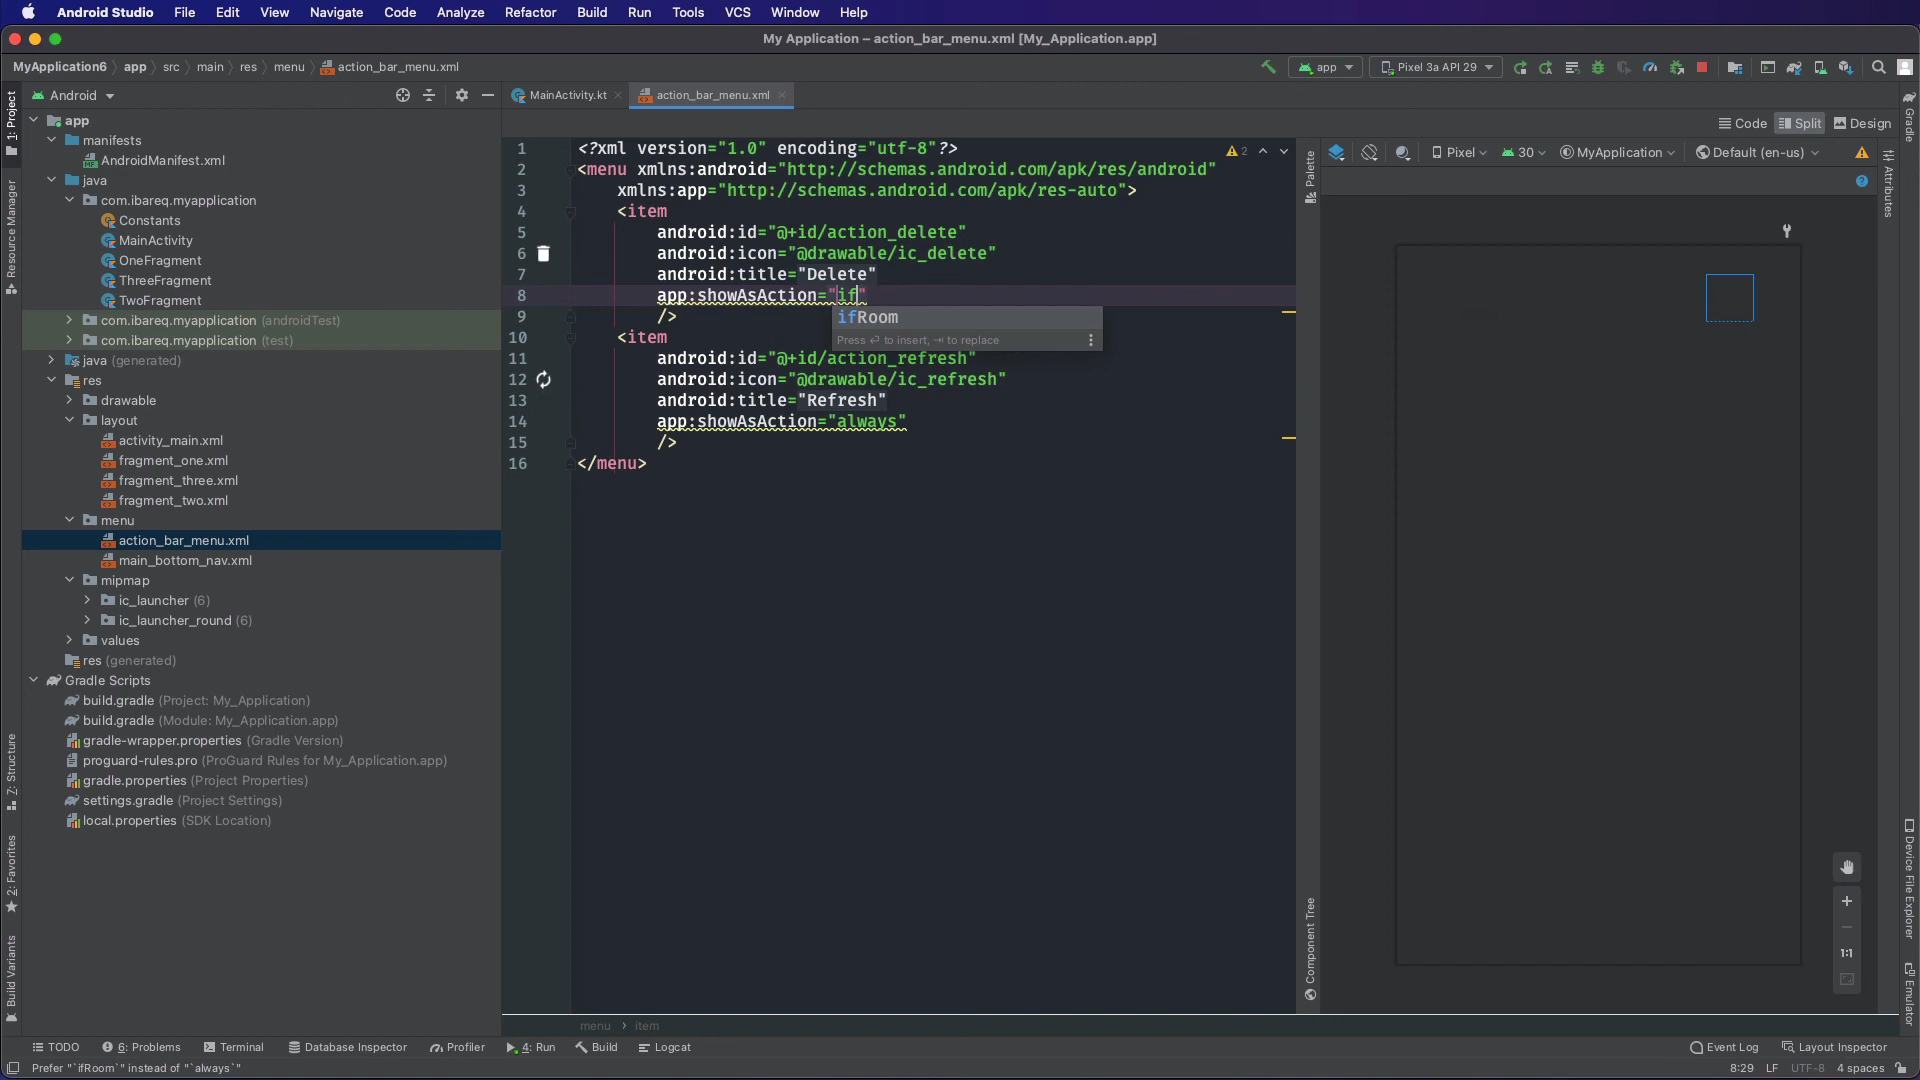 Android Studio File Edit View Navigate Code Analyze Refactor Build Run Tools VCS Window Help
My Application – action_bar_menu.xml [My_Application.app]
MyApplication6 app src main res menu action_bar_menu.xml
app Pixel 3a API 29
Android
MainActivity.kt action_bar_menu.xml
Code Split Design
1: Project
Resource Manager
Z: Structure
2: Favorites
Build Variants
app
manifests
AndroidManifest.xml
java
com.ibareq.myapplication
Constants
MainActivity
OneFragment
ThreeFragment
TwoFragment
com.ibareq.myapplication (androidTest)
com.ibareq.myapplication (test)
java (generated)
res
drawable
layout
activity_main.xml
fragment_one.xml
fragment_three.xml
fragment_two.xml
menu
action_bar_menu.xml
main_bottom_nav.xml
mipmap
ic_launcher (6)
ic_launcher_round (6)
values
res (generated)
Gradle Scripts
build.gradle (Project: My_Application)
build.gradle (Module: My_Application.app)
gradle-wrapper.properties (Gradle Version)
proguard-rules.pro (ProGuard Rules for My_Application.app)
gradle.properties (Project Properties)
settings.gradle (Project Settings)
local.properties (SDK Location)
1 <?xml version="1.0" encoding="utf-8"?>
2 <menu xmlns:android="http://schemas.android.com/apk/res/android"
3 xmlns:app="http://schemas.android.com/apk/res-auto">
4 <item
5 android:id="@+id/action_delete"
6 android:icon="@drawable/ic_delete"
7 android:title="Delete"
8 app:showAsAction="if"
9 />
ifRoom
Press ⏎ to insert, ⇥ to replace
10 <item
11 android:id="@+id/action_refresh"
12 android:icon="@drawable/ic_refresh"
13 android:title="Refresh"
14 app:showAsAction="always"
15 />
16 </menu>
2
Palette
Component Tree
Pixel 30 MyApplication Default (en-us)
Attributes
1:1
Gradle
Device File Explorer
Emulator
menu item
TODO 6: Problems Terminal Database Inspector Profiler 4: Run Build Logcat Event Log Layout Inspector
Prefer "`ifRoom`" instead of "`always`" 8:29 LF UTF-8 4 spaces